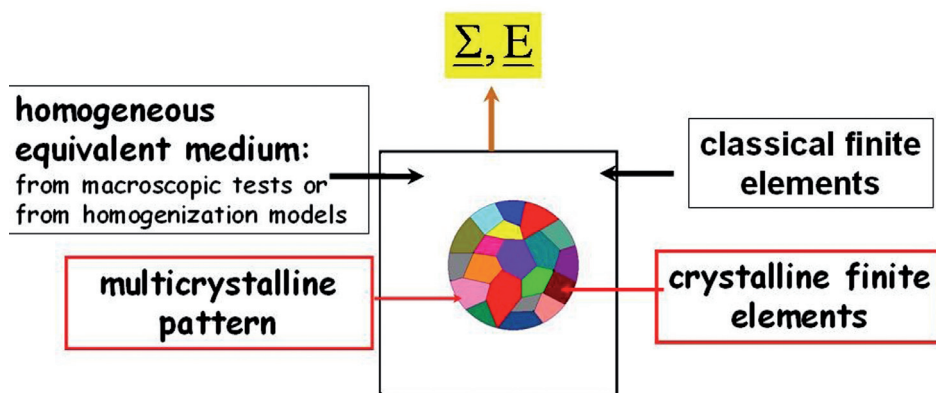 Σ, E
homogeneous
equivalent medium:
from macroscopic tests or
from homogenization models
classical finite
elements
multicrystalline
pattern
crystalline finite
elements